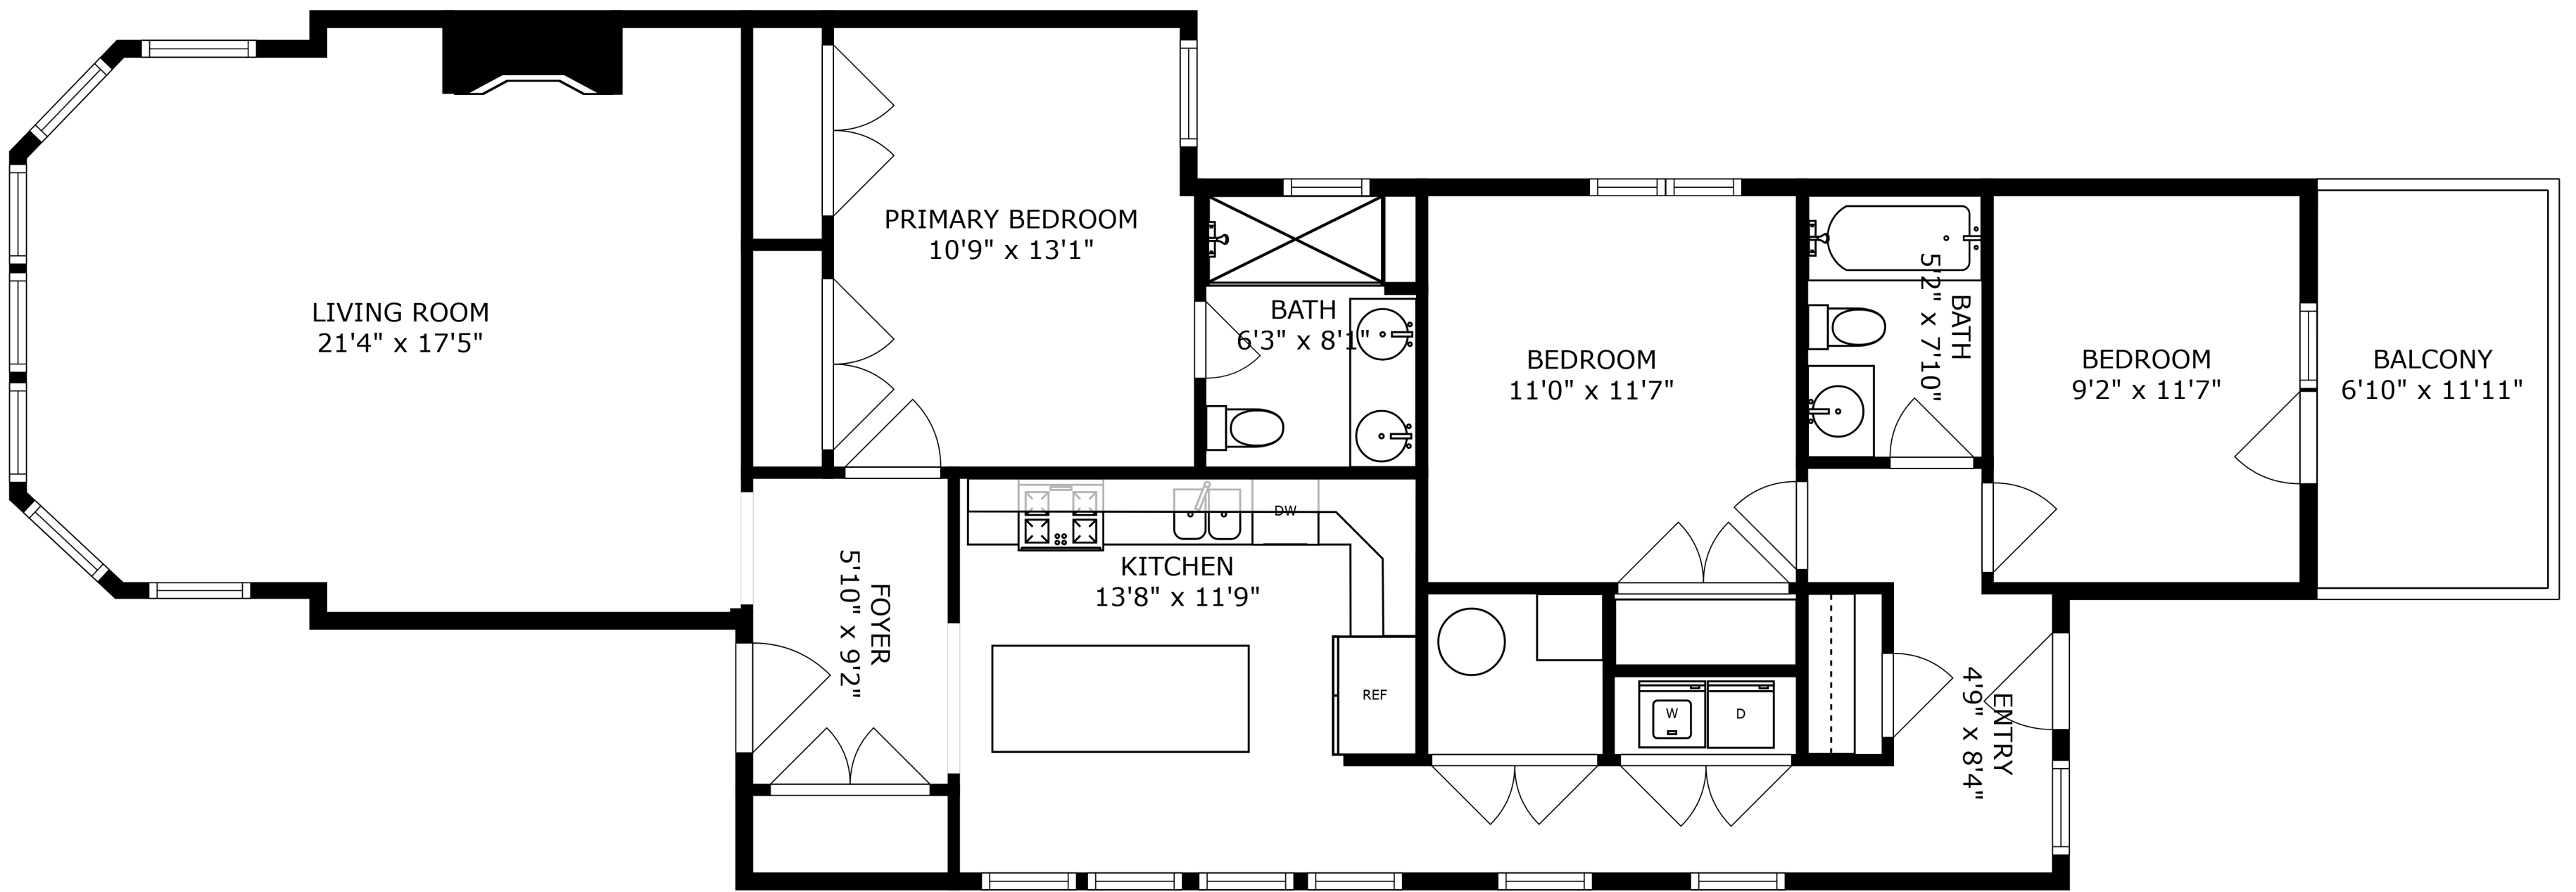 LIVING ROOM
21'4" x 17'5"
PRIMARY BEDROOM
10'9" x 13'1"
BATH
6'3" x 8'1"
BEDROOM
11'0" x 11'7"
BATH
5'2" x 7'10"
BEDROOM
9'2" x 11'7"
BALCONY
6'10" x 11'11"
FOYER
5'10" x 9'2"
DW
KITCHEN
13'8" x 11'9"
REF
W
D
ENTRY
4'9" x 8'4"